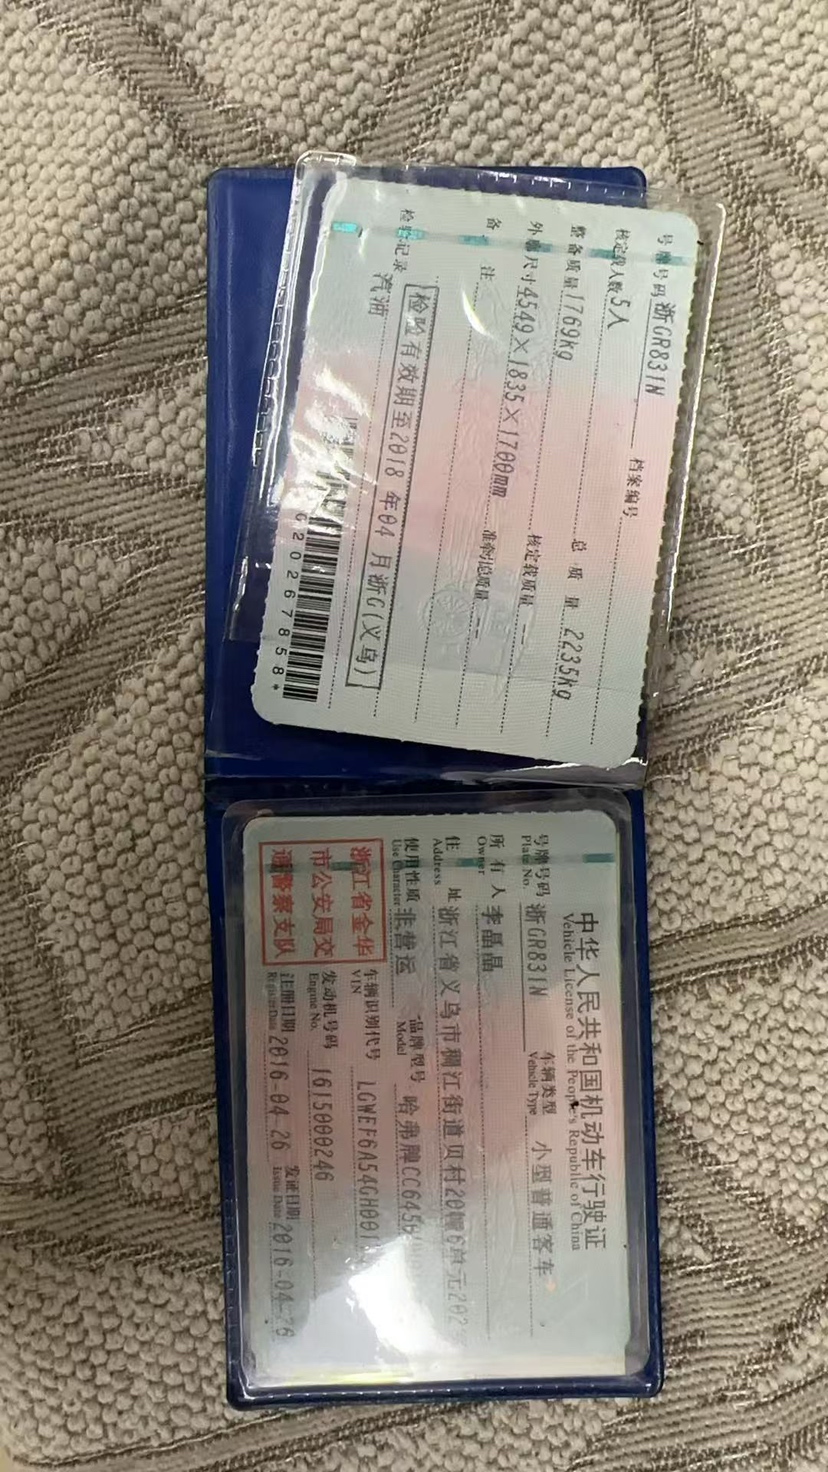 号牌号码 浙GR831N 档案编号
核定载人数 5人 总质量 2235kg
整备质量 1769kg 核定载质量 --
外廓尺寸 4549×1835×1700mm 准牵引总质量 --
备注
检验有效期至2018年04月浙G(义乌)
检验记录
汽油
中华人民共和国机动车行驶证
Vehicle License of the People's Republic of China
号牌号码 浙GR831N 车辆类型 小型普通客车
Plate No. Vehicle Type
所有人 李晶晶
Owner
住址 浙江省义乌市稠江街道贝村20幢6单元202
Address
使用性质 非营运 品牌型号 哈弗牌CC645
Use Character Model
浙江省金华
市公安局交
通警察支队
车辆识别代号 LGWEF6A54GH001
VIN
发动机号码 1615000246
Engine No.
注册日期 2016-04-26 发证日期 2016-04-26
Register Date Issue Date